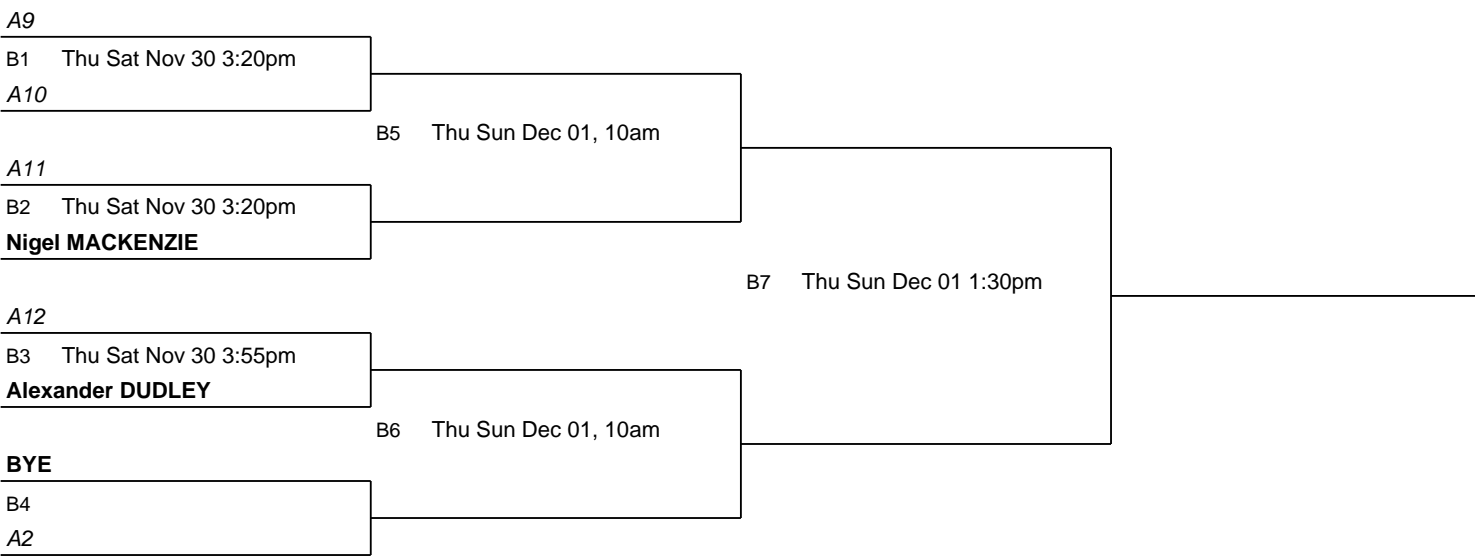 A9
B1 Thu Sat Nov 30 3:20pm
A10
B5 Thu Sun Dec 01, 10am
A11
B2 Thu Sat Nov 30 3:20pm
Nigel MACKENZIE
B7 Thu Sun Dec 01 1:30pm
A12
B3 Thu Sat Nov 30 3:55pm
Alexander DUDLEY
B6 Thu Sun Dec 01, 10am
BYE
B4
A2